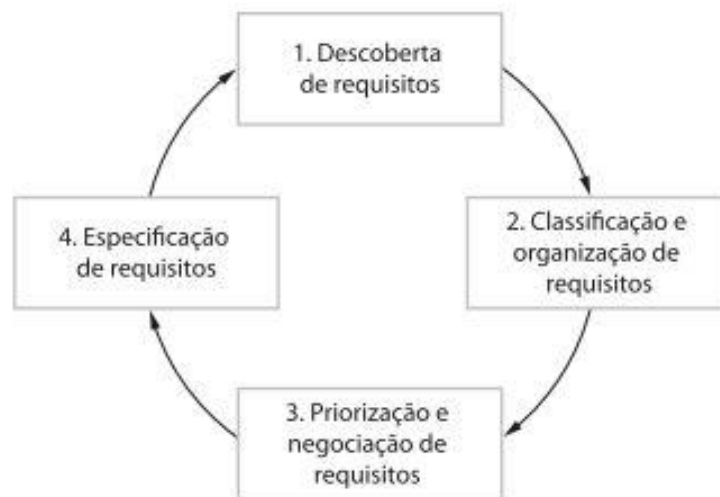 1. Descoberta
de requisitos
2. Classificação e
organização de
requisitos
3. Priorização e
negociação de
requisitos
4. Especificação
de requisitos